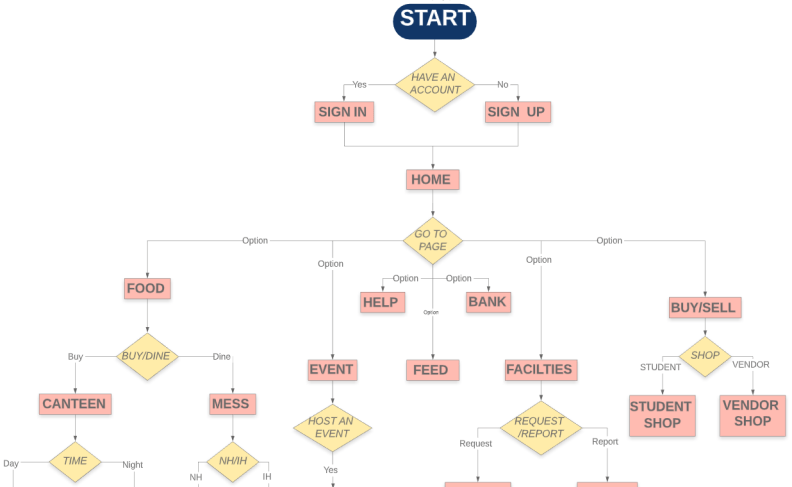 START
HAVE AN
ACCOUNT
Yes
No
SIGN IN
SIGN UP
HOME
GO TO
PAGE
Option
Option
Option
Option
Option
Option
Option
FOOD
HELP
BANK
BUY/SELL
BUY/DINE
Buy
Dine
EVENT
FEED
FACILTIES
SHOP
STUDENT
VENDOR
CANTEEN
MESS
STUDENT
SHOP
VENDOR
SHOP
HOST AN
EVENT
REQUEST
/REPORT
Request
Report
TIME
Day
Night
NH/IH
NH
IH
Yes